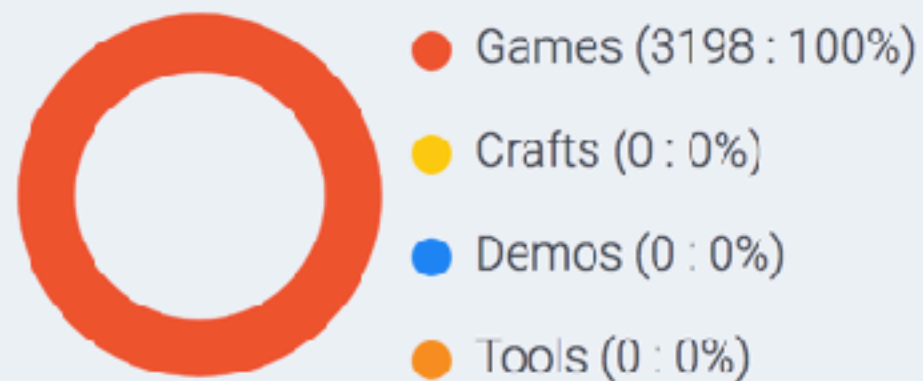 Games (3198 : 100%)
Crafts (0 : 0%)
Demos (0 : 0%)
Tools (0 : 0%)